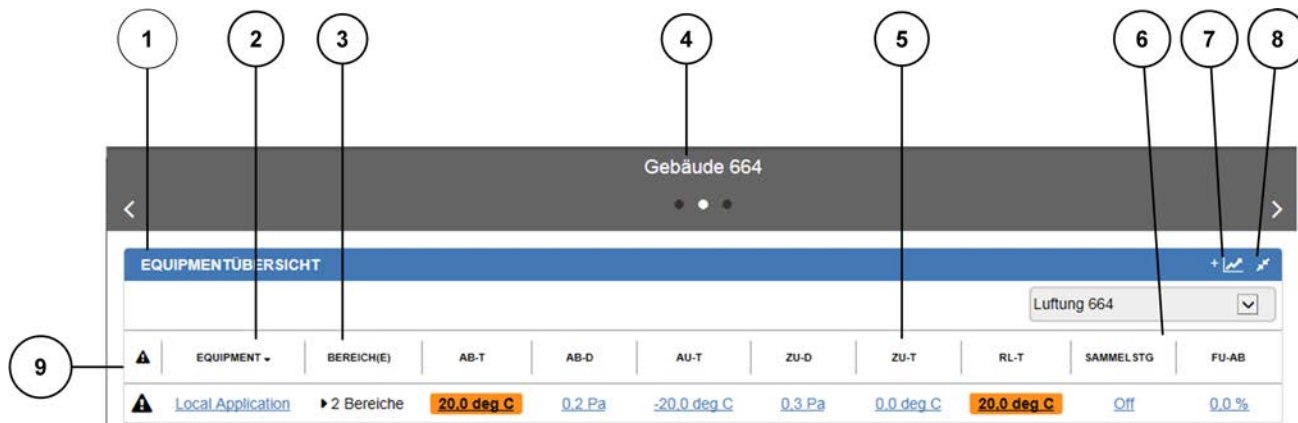 1 2 3 4 5 6 7 8
Gebäude 664
EQUIPMENTÜBERSICHT
+
Luftung 664
9
EQUIPMENT BEREICH(E) AB-T AB-D AU-T ZU-D ZU-T RL-T SAMMELSTG FU-AB
Local Application 2 Bereiche 20,0 deg C 0,2 Pa -20,0 deg C 0,3 Pa 0,0 deg C 20,0 deg C Off 0,0 %